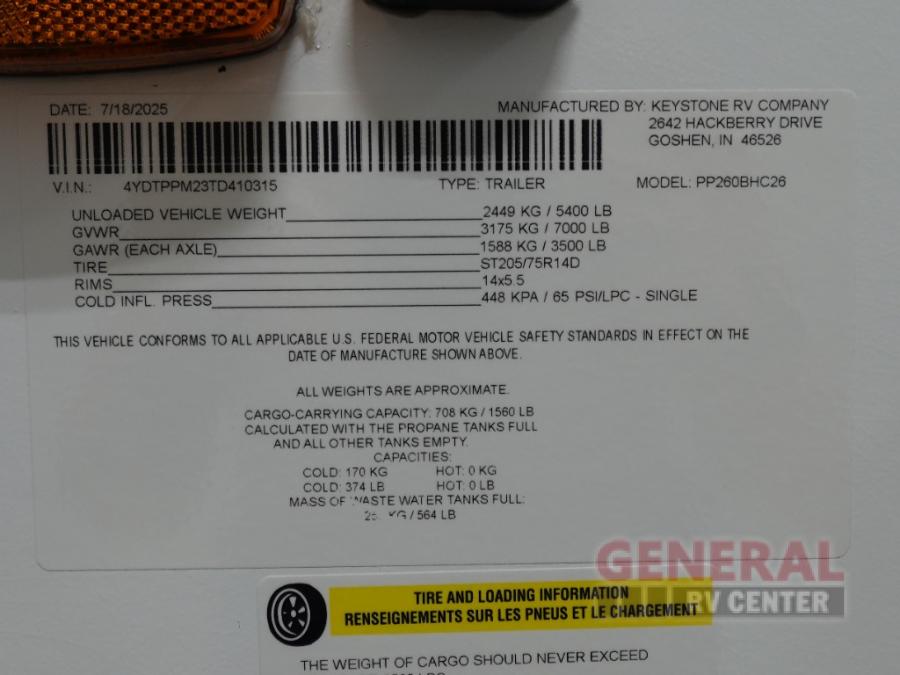 DATE: 7/18/2025
MANUFACTURED BY: KEYSTONE RV COMPANY
2642 HACKBERRY DRIVE
GOSHEN, IN 46526
V.I.N.: 4YDTPPM23TD410315 TYPE: TRAILER MODEL: PP260BHC26
UNLOADED VEHICLE WEIGHT 2449 KG / 5400 LB
GVWR 3175 KG / 7000 LB
GAWR (EACH AXLE) 1588 KG / 3500 LB
TIRE ST205/75R14D
RIMS 14x5.5
COLD INFL. PRESS 448 KPA / 65 PSI/LPC - SINGLE
THIS VEHICLE CONFORMS TO ALL APPLICABLE U.S. FEDERAL MOTOR VEHICLE SAFETY STANDARDS IN EFFECT ON THE
DATE OF MANUFACTURE SHOWN ABOVE.
ALL WEIGHTS ARE APPROXIMATE.
CARGO-CARRYING CAPACITY: 708 KG / 1560 LB
CALCULATED WITH THE PROPANE TANKS FULL
AND ALL OTHER TANKS EMPTY.
CAPACITIES:
COLD: 170 KG HOT: 0 KG
COLD: 374 LB HOT: 0 LB
MASS OF WASTE WATER TANKS FULL:
KG / 564 LB
GENERAL
RV CENTER
TIRE AND LOADING INFORMATION
RENSEIGNEMENTS SUR LES PNEUS ET LE CHARGEMENT
THE WEIGHT OF CARGO SHOULD NEVER EXCEED